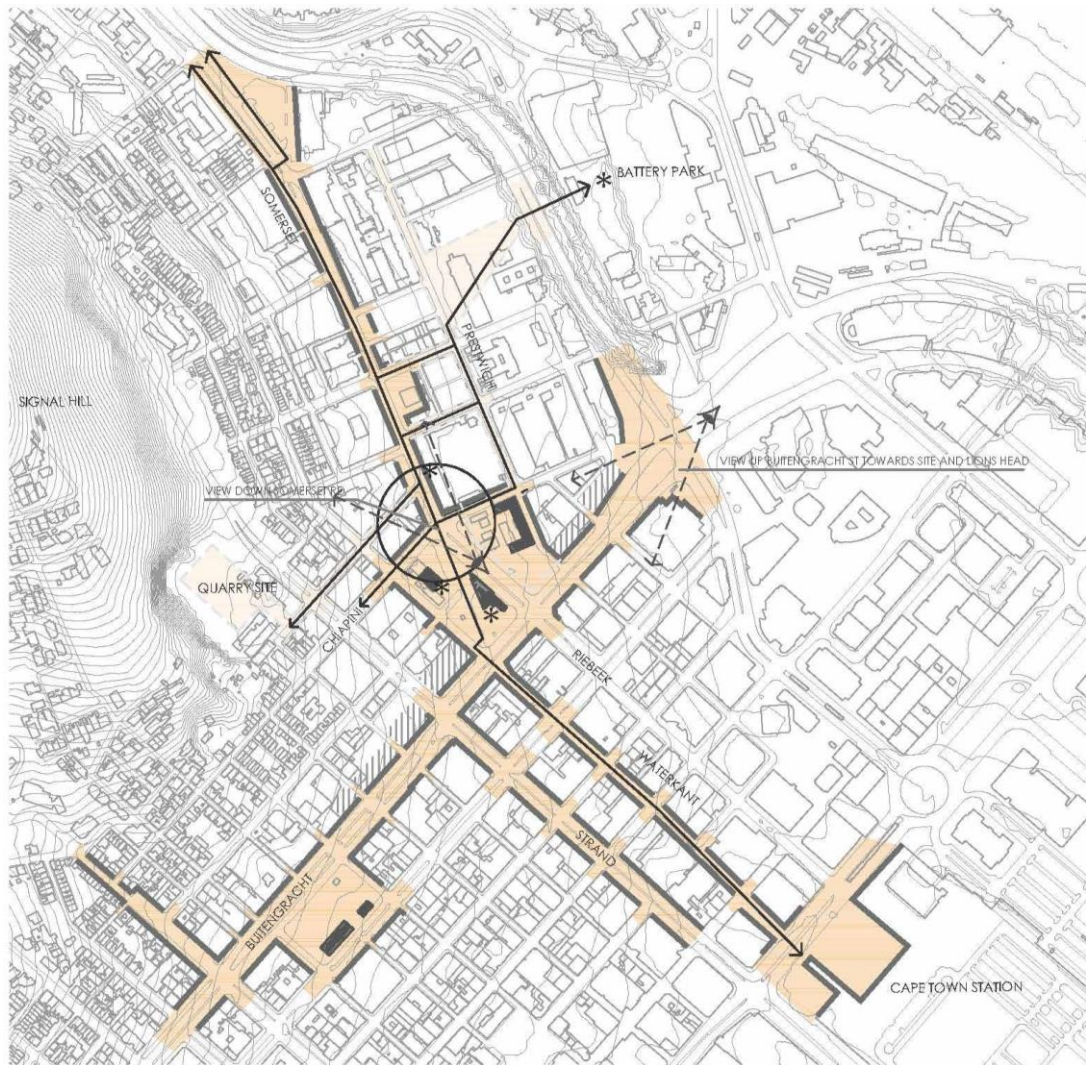 BATTERY PARK
SOMERSET
PRESTWICH
SIGNAL HILL
VIEW UP BUITENGRACHT ST TOWARDS SITE AND LIONS HEAD
VIEW DOWN SOMERSET RD
QUARRY SITE
CHIAPINI
RIEBEEK
WATERKANT
STRAND
BUITENGRACHT
CAPE TOWN STATION